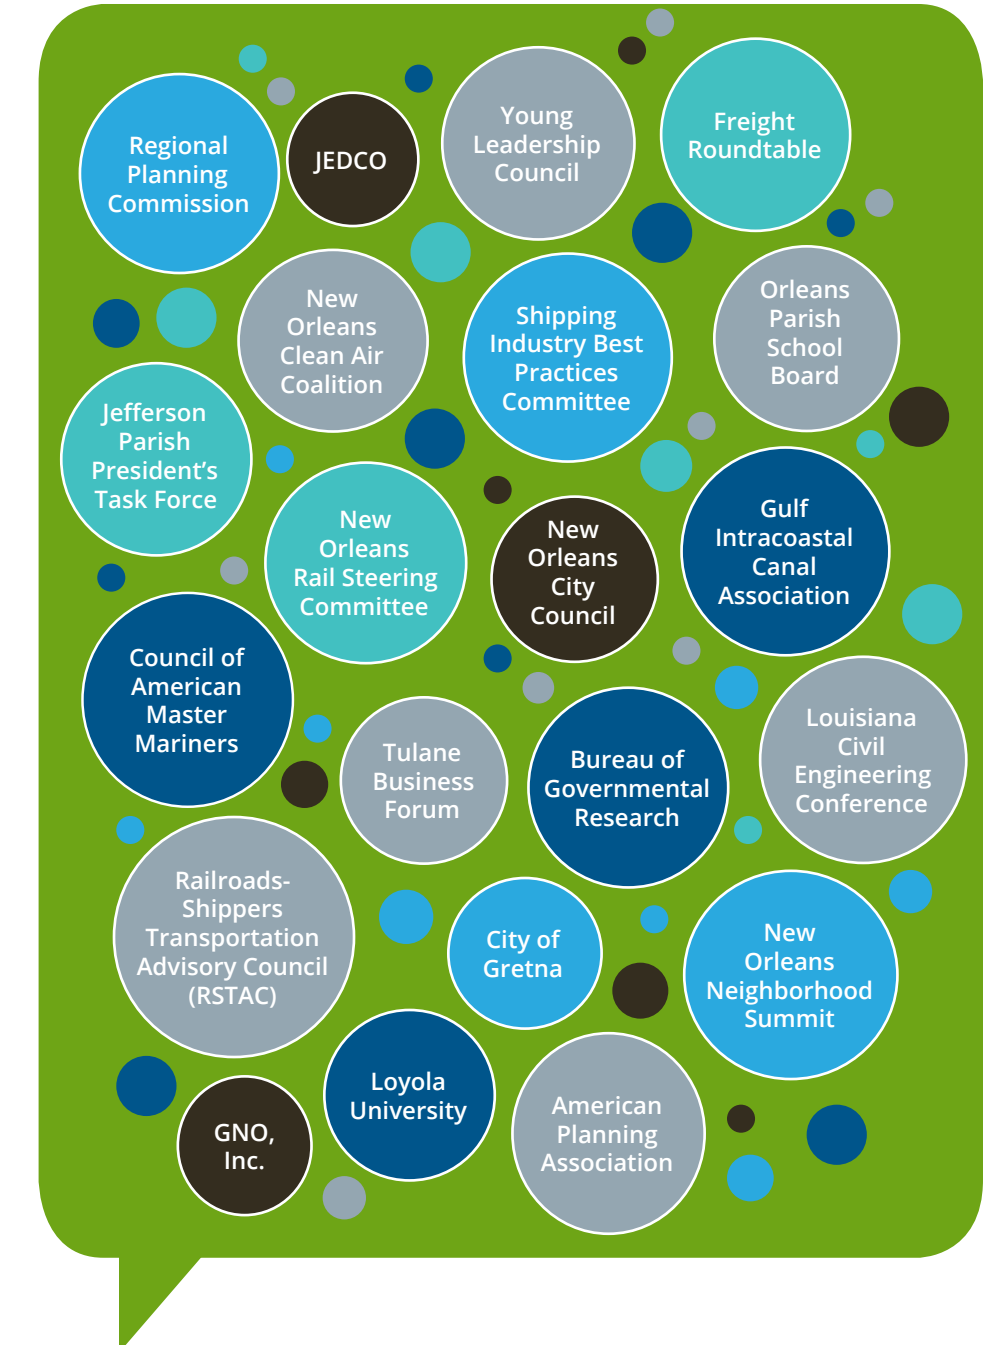 Regional
Planning
Commission
JEDCO
Young
Leadership
Council
Freight
Roundtable
New
Orleans
Clean Air
Coalition
Shipping
Industry Best
Practices
Committee
Orleans
Parish
School
Board
Jefferson
Parish
President's
Task Force
New
Orleans
Rail Steering
Committee
New
Orleans
City
Council
Gulf
Intracoastal
Canal
Association
Council of
American
Master
Mariners
Tulane
Business
Forum
Bureau of
Governmental
Research
Louisiana
Civil
Engineering
Conference
Railroads-
Shippers
Transportation
Advisory Council
(RSTAC)
City of
Gretna
New
Orleans
Neighborhood
Summit
GNO,
Inc.
Loyola
University
American
Planning
Association